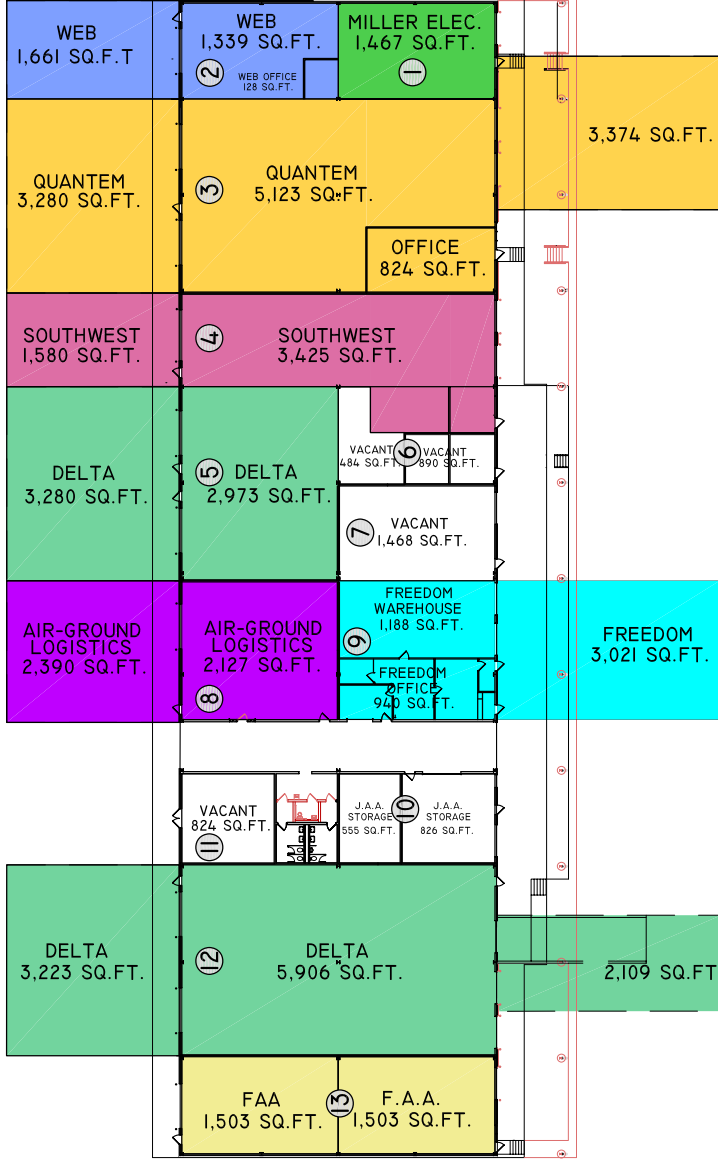 WEB
1,661 SQ.F.T
WEB
1,339 SQ.FT.
WEB OFFICE
128 SQ.FT.
2
MILLER ELEC.
1,467 SQ.FT.
1
3,374 SQ.FT.
QUANTEM
3,280 SQ.FT.
QUANTEM
5,123 SQ.FT.
3
OFFICE
824 SQ.FT.
SOUTHWEST
1,580 SQ.FT.
4
SOUTHWEST
3,425 SQ.FT.
DELTA
3,280 SQ.FT.
5
DELTA
2,973 SQ.FT.
VACANT
484 SQ.FT.
6
VACANT
890 SQ.FT.
7
VACANT
1,468 SQ.FT.
AIR-GROUND
LOGISTICS
2,390 SQ.FT.
AIR-GROUND
LOGISTICS
2,127 SQ.FT.
8
FREEDOM
WAREHOUSE
1,188 SQ.FT.
9
FREEDOM
OFFICE
940 SQ.FT.
FREEDOM
3,021 SQ.FT.
VACANT
824 SQ.FT.
11
J.A.A.
STORAGE
555 SQ.FT.
10
J.A.A.
STORAGE
826 SQ.FT.
DELTA
3,223 SQ.FT.
12
DELTA
5,906 SQ.FT.
2,109 SQ.FT
FAA
1,503 SQ.FT.
13
F.A.A.
1,503 SQ.FT.